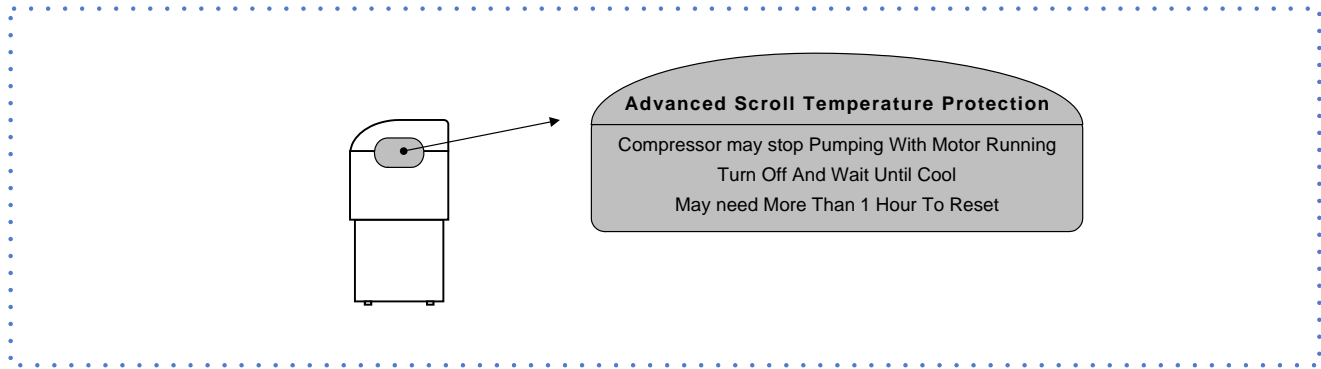 Advanced Scroll Temperature Protection
Compressor may stop Pumping With Motor Running
Turn Off And Wait Until Cool
May need More Than 1 Hour To Reset